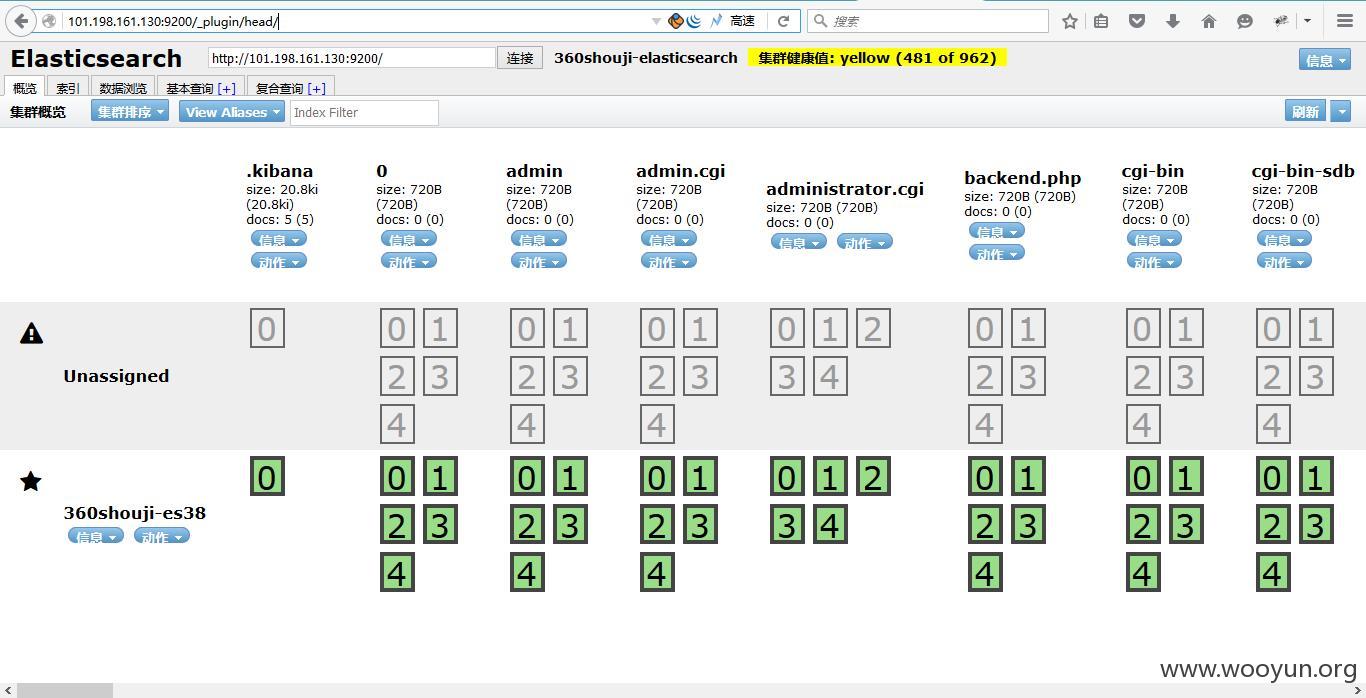 101.198.161.130:9200/_plugin/head/
高速
搜索
Elasticsearch
http://101.198.161.130:9200/
连接
360shouji-elasticsearch
集群健康值: yellow (481 of 962)
信息
概览
索引
数据浏览
基本查询 [+]
复合查询 [+]
集群概览
集群排序
View Aliases
Index Filter
刷新
.kibana
size: 20.8ki
(20.8ki)
docs: 5 (5)
信息
动作
0
size: 720B
(720B)
docs: 0 (0)
信息
动作
admin
size: 720B
(720B)
docs: 0 (0)
信息
动作
admin.cgi
size: 720B
(720B)
docs: 0 (0)
信息
动作
administrator.cgi
size: 720B (720B)
docs: 0 (0)
信息 动作
backend.php
size: 720B (720B)
docs: 0 (0)
信息
动作
cgi-bin
size: 720B
(720B)
docs: 0 (0)
信息
动作
cgi-bin-sdb
size: 720B
(720B)
docs: 0 (0)
信息
动作
Unassigned
0 0 1 0 1 0 1 0 1 2 0 1 0 1 0 1
2 3 2 3 2 3 3 4 2 3 2 3 2 3
4 4 4 4 4 4
360shouji-es38
信息 动作
0 0 1 0 1 0 1 0 1 2 0 1 0 1 0 1
2 3 2 3 2 3 3 4 2 3 2 3 2 3
4 4 4 4 4 4
www.wooyun.org